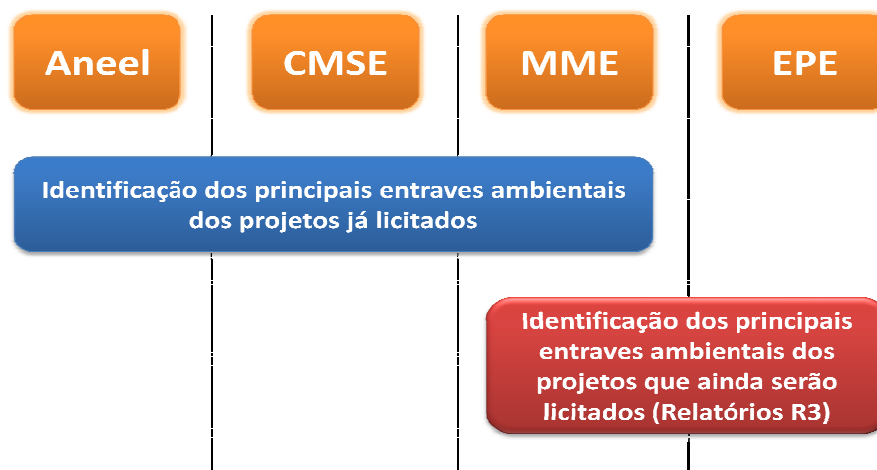 Aneel
CMSE
MME
EPE
Identificação dos principais entraves ambientais
dos projetos já licitados
Identificação dos principais
entraves ambientais dos
projetos que ainda serão
licitados (Relatórios R3)